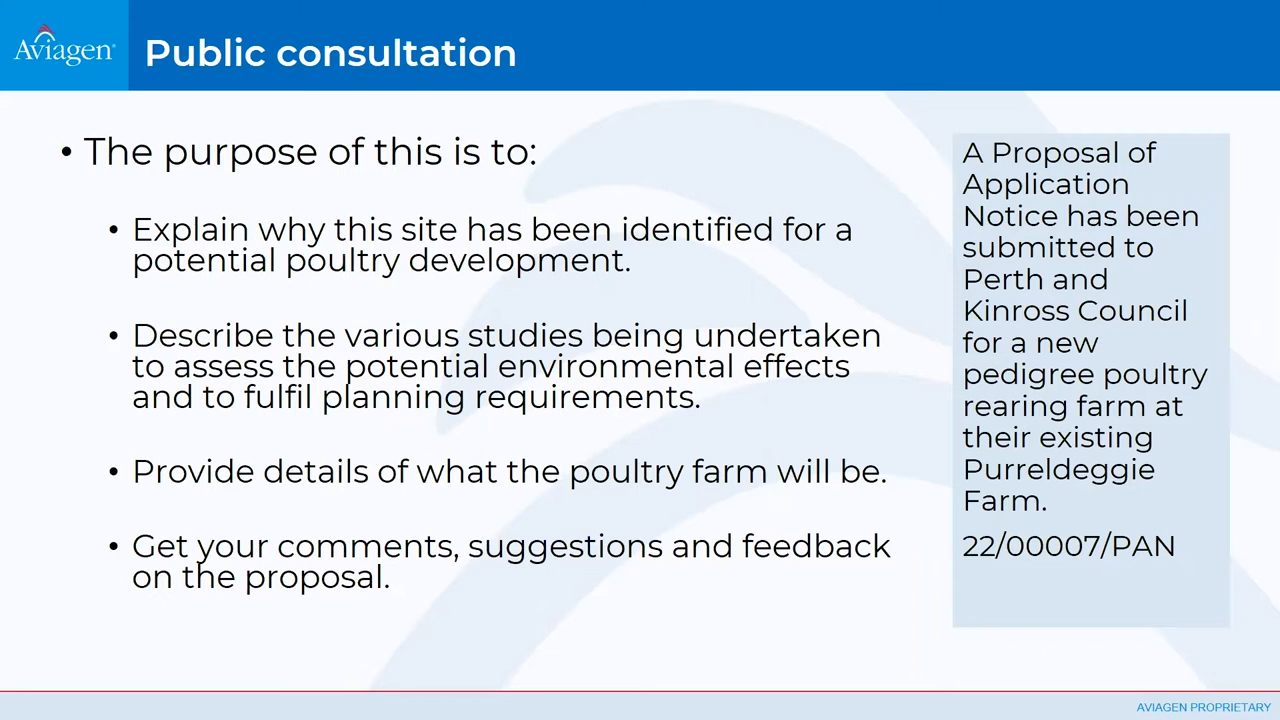 Aviagen®
Public consultation
• The purpose of this is to:
• Explain why this site has been identified for a
potential poultry development.
• Describe the various studies being undertaken
to assess the potential environmental effects
and to fulfil planning requirements.
• Provide details of what the poultry farm will be.
• Get your comments, suggestions and feedback
on the proposal.
A Proposal of
Application
Notice has been
submitted to
Perth and
Kinross Council
for a new
pedigree poultry
rearing farm at
their existing
Purreldeggie
Farm.
22/00007/PAN
AVIAGEN PROPRIETARY